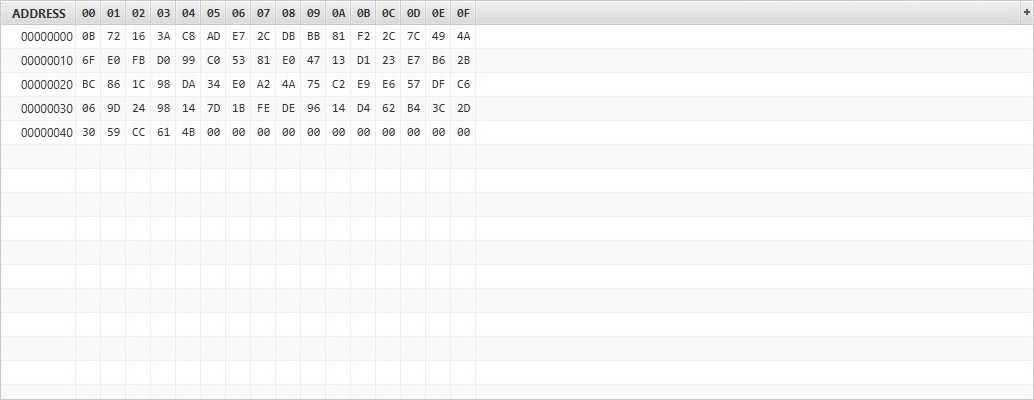 ADDRESS 00 01 02 03 04 05 06 07 08 09 0A 0B 0C 0D 0E 0F +
00000000 0B 72 16 3A C8 AD E7 2C DB BB 81 F2 2C 7C 49 4A
00000010 6F E0 FB D0 99 C0 53 81 E0 47 13 D1 23 E7 B6 2B
00000020 BC 86 1C 98 DA 34 E0 A2 4A 75 C2 E9 E6 57 DF C6
00000030 06 9D 24 98 14 7D 1B FE DE 96 14 D4 62 B4 3C 2D
00000040 30 59 CC 61 4B 00 00 00 00 00 00 00 00 00 00 00